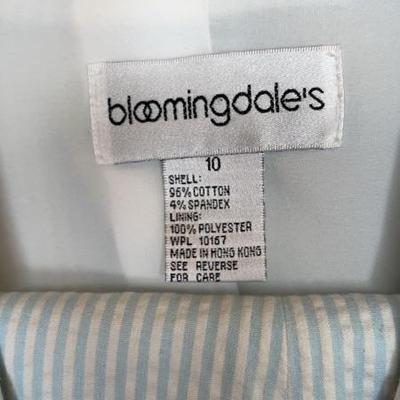 bloomingdale's
10
SHELL:
96% COTTON
4% SPANDEX
LINING:
100% POLYESTER
WPL 10167
MADE IN HONG KONG
SEE REVERSE
FOR CARE